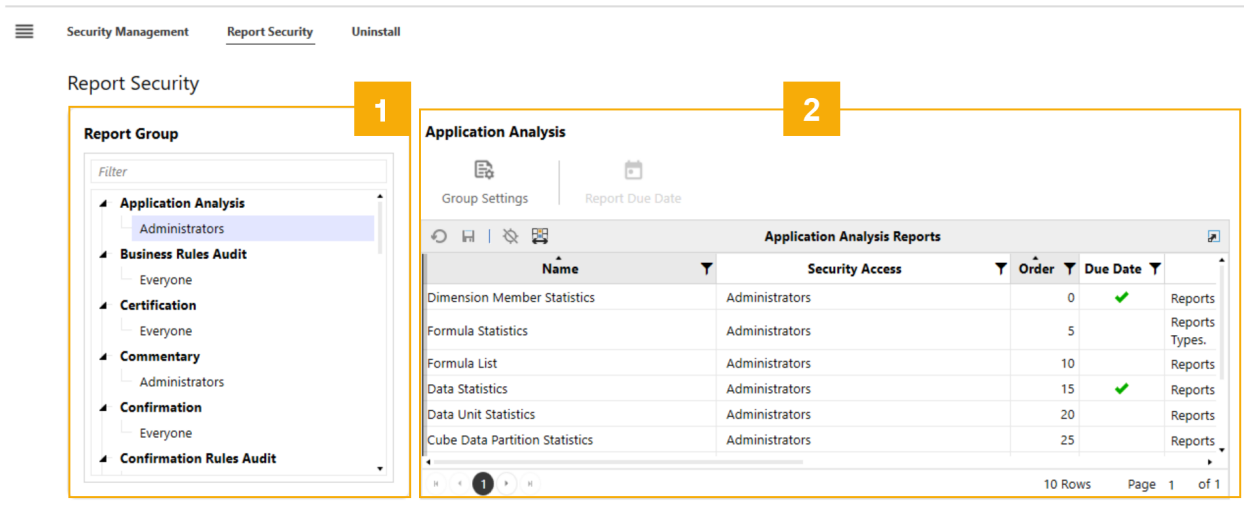 Security Management Report Security Uninstall
Report Security
1
2
Report Group
Filter
Application Analysis
Administrators
Business Rules Audit
Everyone
Certification
Everyone
Commentary
Administrators
Confirmation
Everyone
Confirmation Rules Audit
Application Analysis
Group Settings Report Due Date
Application Analysis Reports
Name Security Access Order Due Date
Dimension Member Statistics Administrators 0 Reports
Formula Statistics Administrators 5 Reports
Types.
Formula List Administrators 10 Reports
Data Statistics Administrators 15 Reports
Data Unit Statistics Administrators 20 Reports
Cube Data Partition Statistics Administrators 25 Reports
1 10 Rows Page 1 of 1